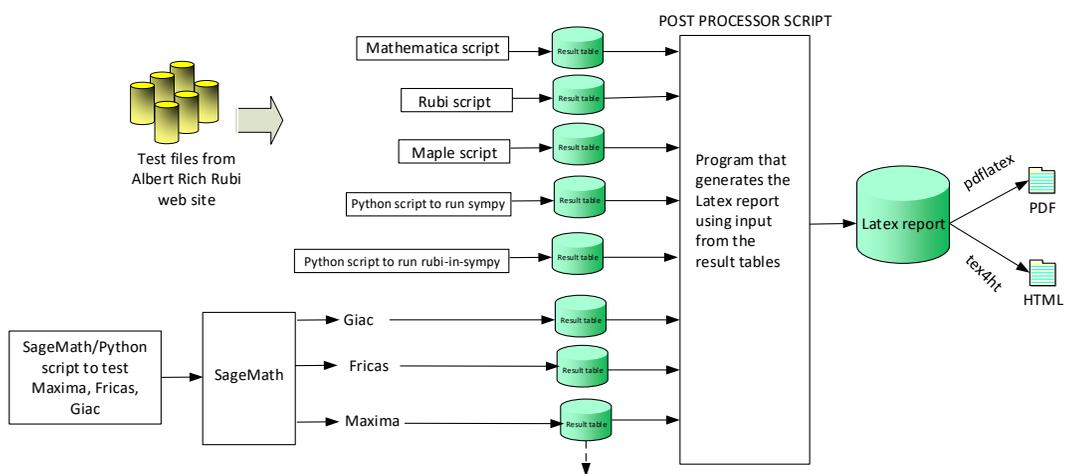 POST PROCESSOR SCRIPT
Mathematica script
Result table
Rubi script
Result table
Maple script
Result table
Python script to run sympy
Result table
Python script to run rubi-in-sympy
Result table
Test files from
Albert Rich Rubi
web site
SageMath/Python
script to test
Maxima, Fricas,
Giac
SageMath
Giac
Result table
Fricas
Result table
Maxima
Result table
Program that
generates the
Latex report
using input
from the
result tables
Latex report
pdflatex
PDF
tex4ht
HTML